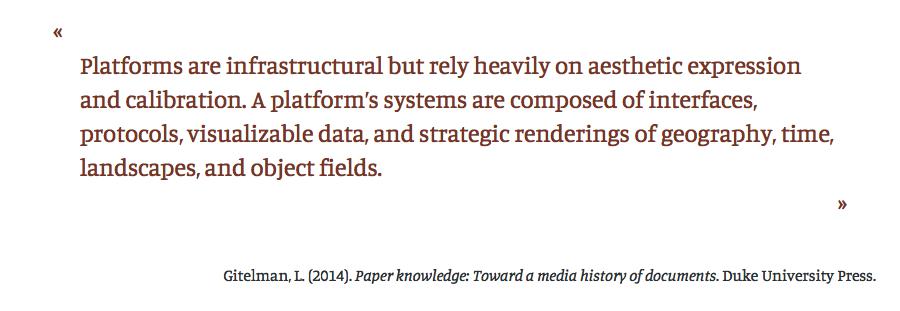 «
Platforms are infrastructural but rely heavily on aesthetic expression
and calibration. A platform’s systems are composed of interfaces,
protocols, visualizable data, and strategic renderings of geography, time,
landscapes, and object fields.
»
Gitelman, L. (2014). Paper knowledge: Toward a media history of documents. Duke University Press.